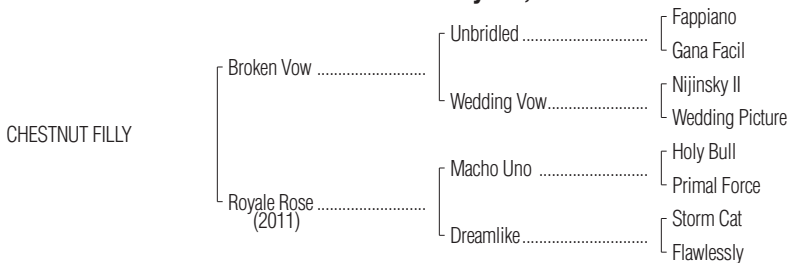 Fappiano
Unbridled ..............................
Gana Facil
Broken Vow ..........................
Nijinsky II
Wedding Vow........................
Wedding Picture
CHESTNUT FILLY
Holy Bull
Macho Uno ..........................
Primal Force
Royale Rose ..........................
(2011)
Storm Cat
Dreamlike..............................
Flawlessly